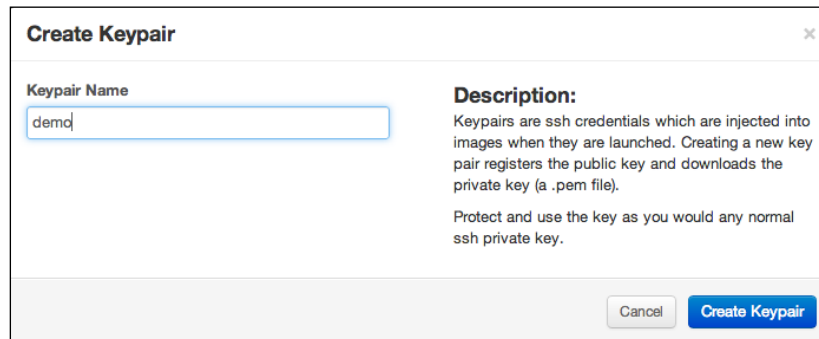 Create Keypair
×
Keypair Name
demo
Description:
Keypairs are ssh credentials which are injected into
images when they are launched. Creating a new key
pair registers the public key and downloads the
private key (a .pem file).
Protect and use the key as you would any normal
ssh private key.
Cancel
Create Keypair